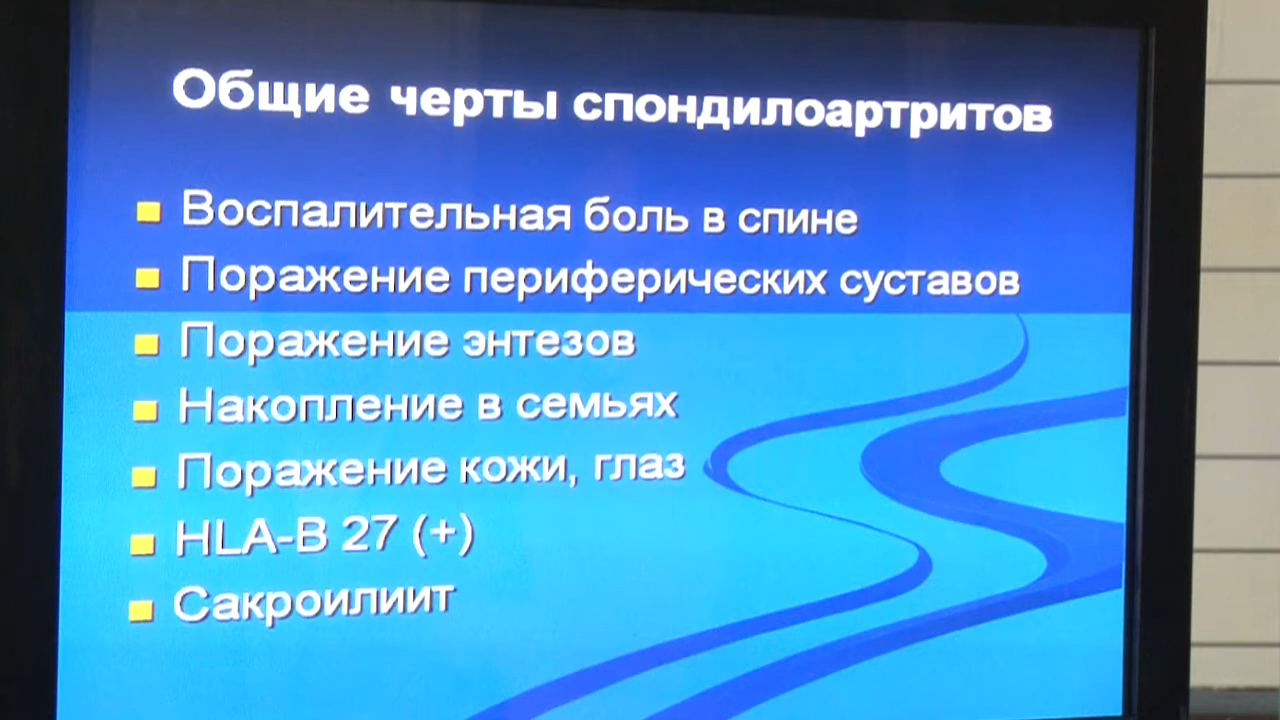 Общие черты спондилоартритов
Воспалительная боль в спине
Поражение периферических суставов
Поражение энтезов
Накопление в семьях
Поражение кожи, глаз
HLA-B 27 (+)
Сакроилиит